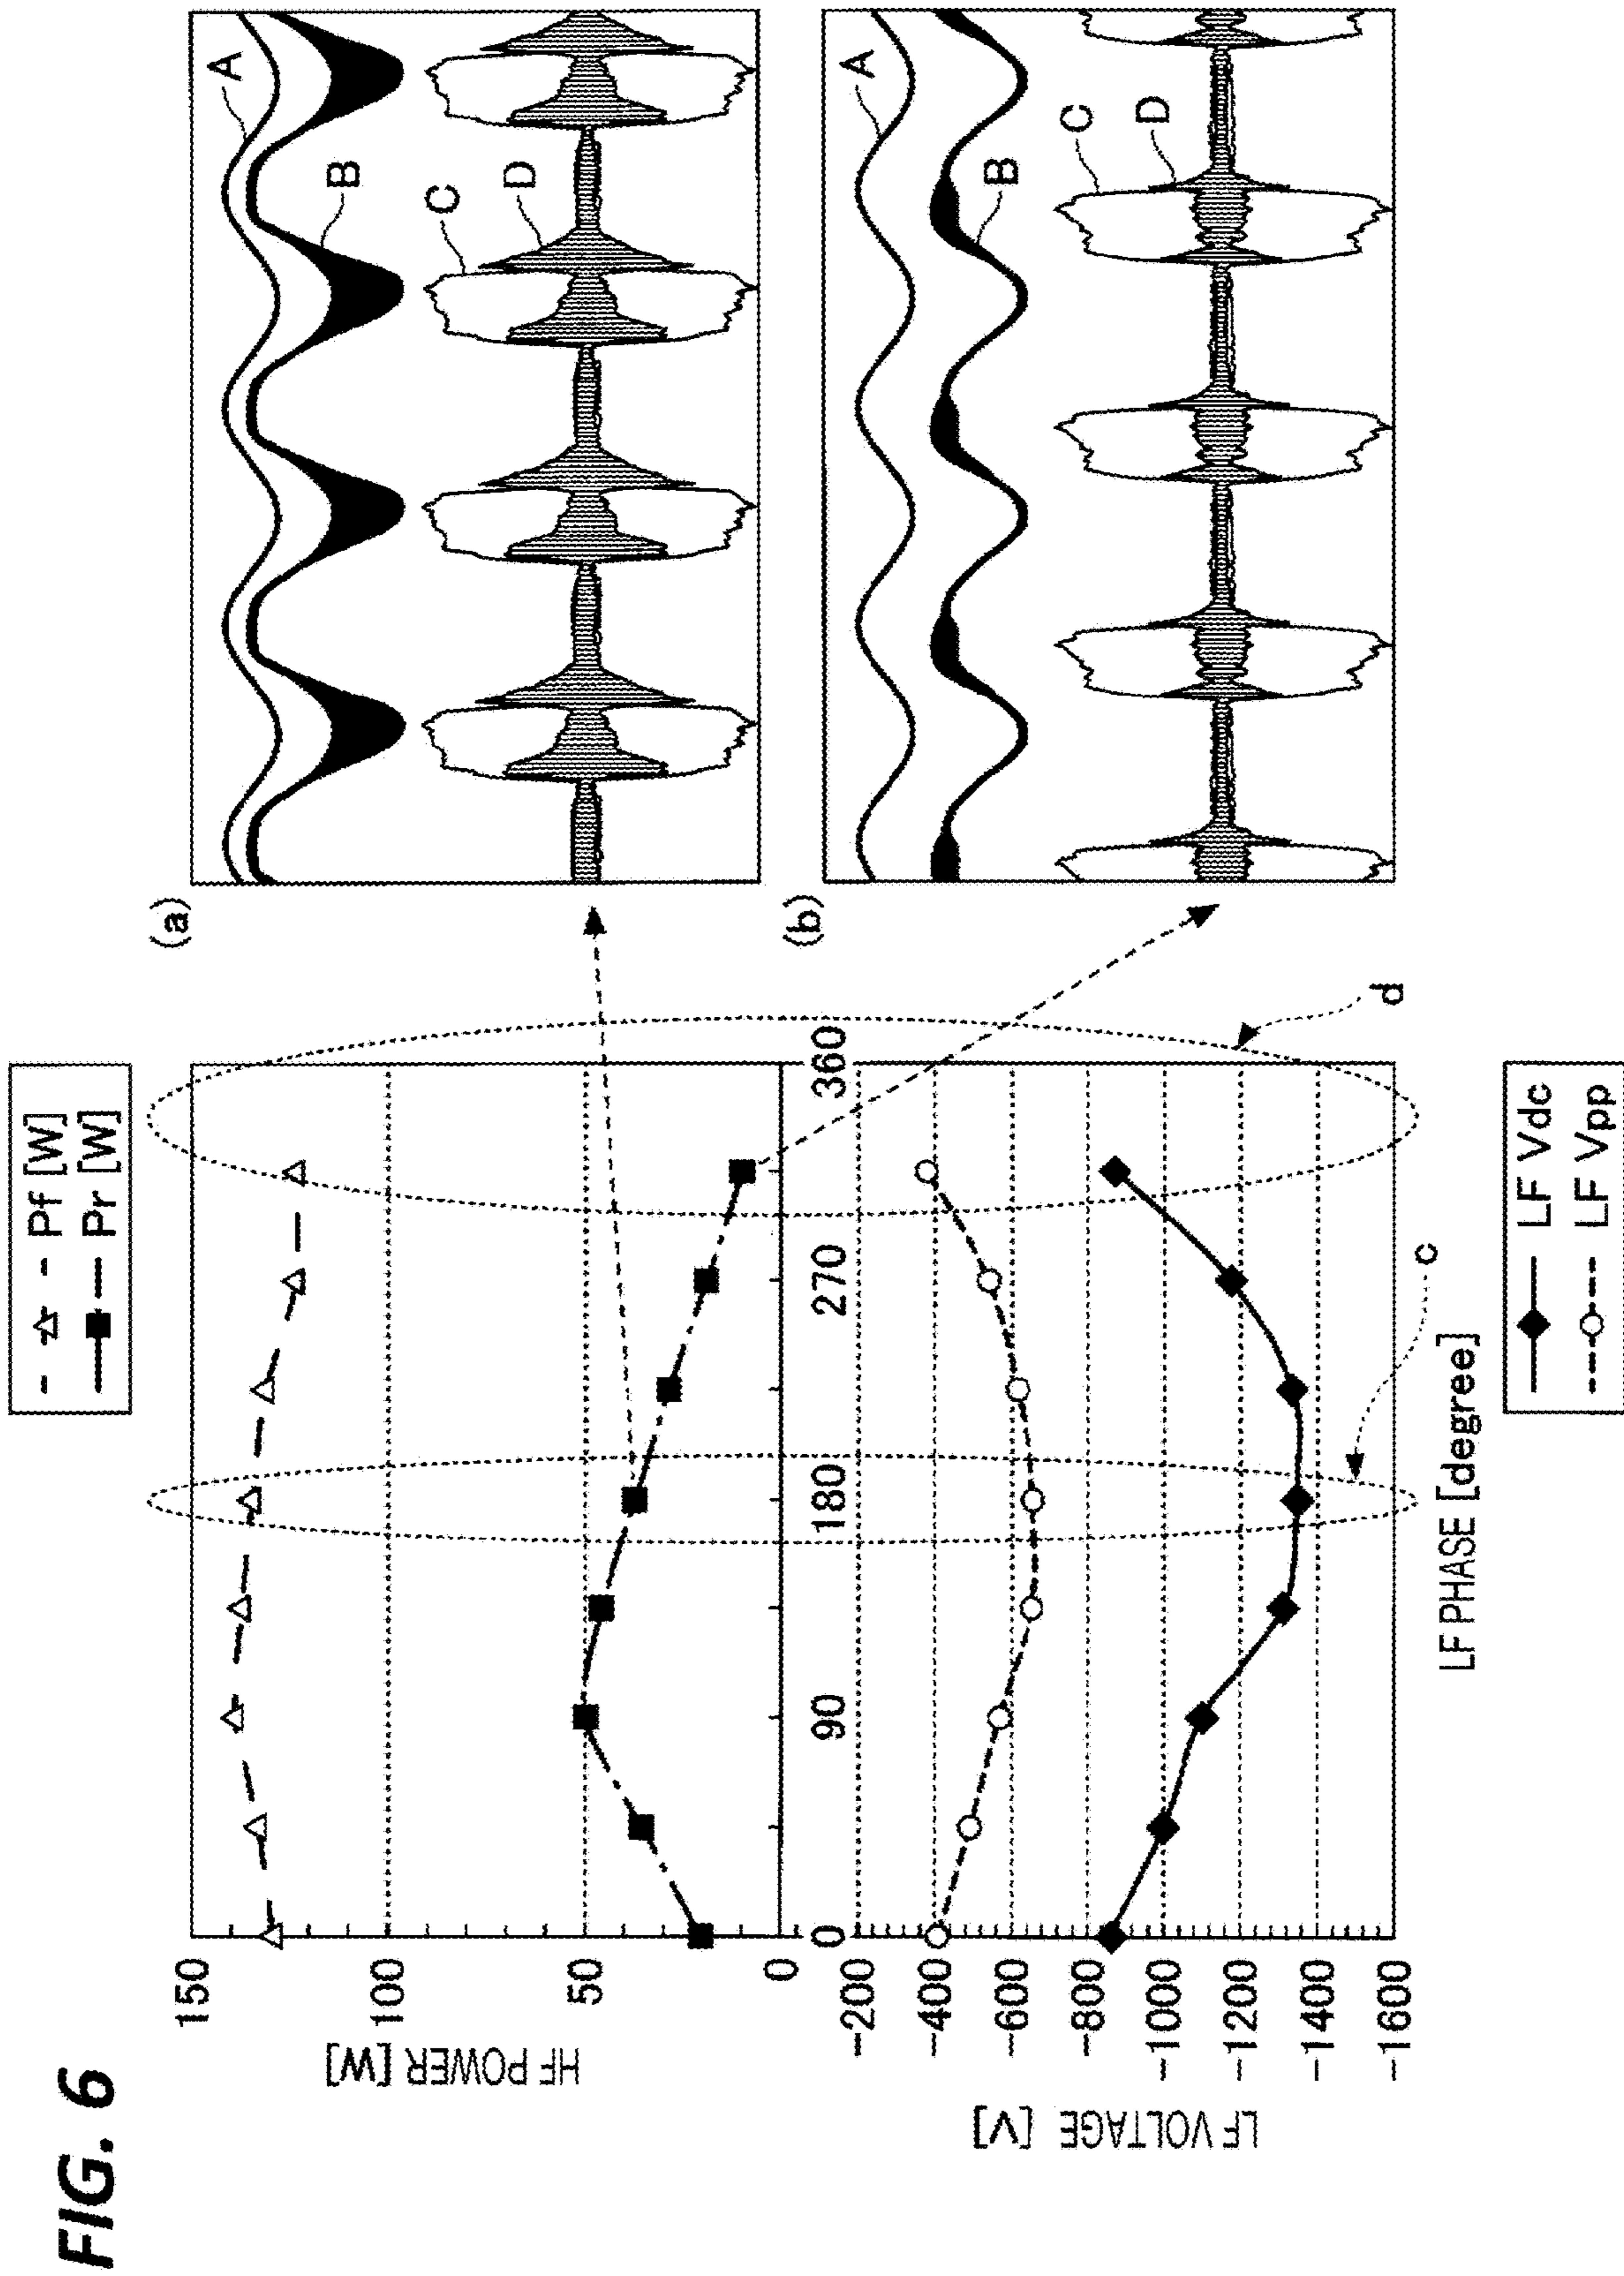 FIG. 6
- △ - Pf [W]
—■— Pr [W]
HF POWER [W]
150
100
50
0
0 90 180 270 360
LF VOLTAGE [V]
-200
-400
-600
-800
-1000
-1200
-1400
-1600
LF PHASE [degree]
c
d
—◆— LF Vdc
--○-- LF Vpp
(a)
A
B
C
D
(b)
A
B
C
D